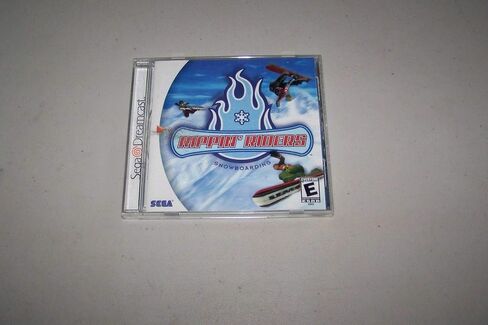 Sega Dreamcast
RIPPIN' RIDERS
SNOWBOARDING
SEGA
E